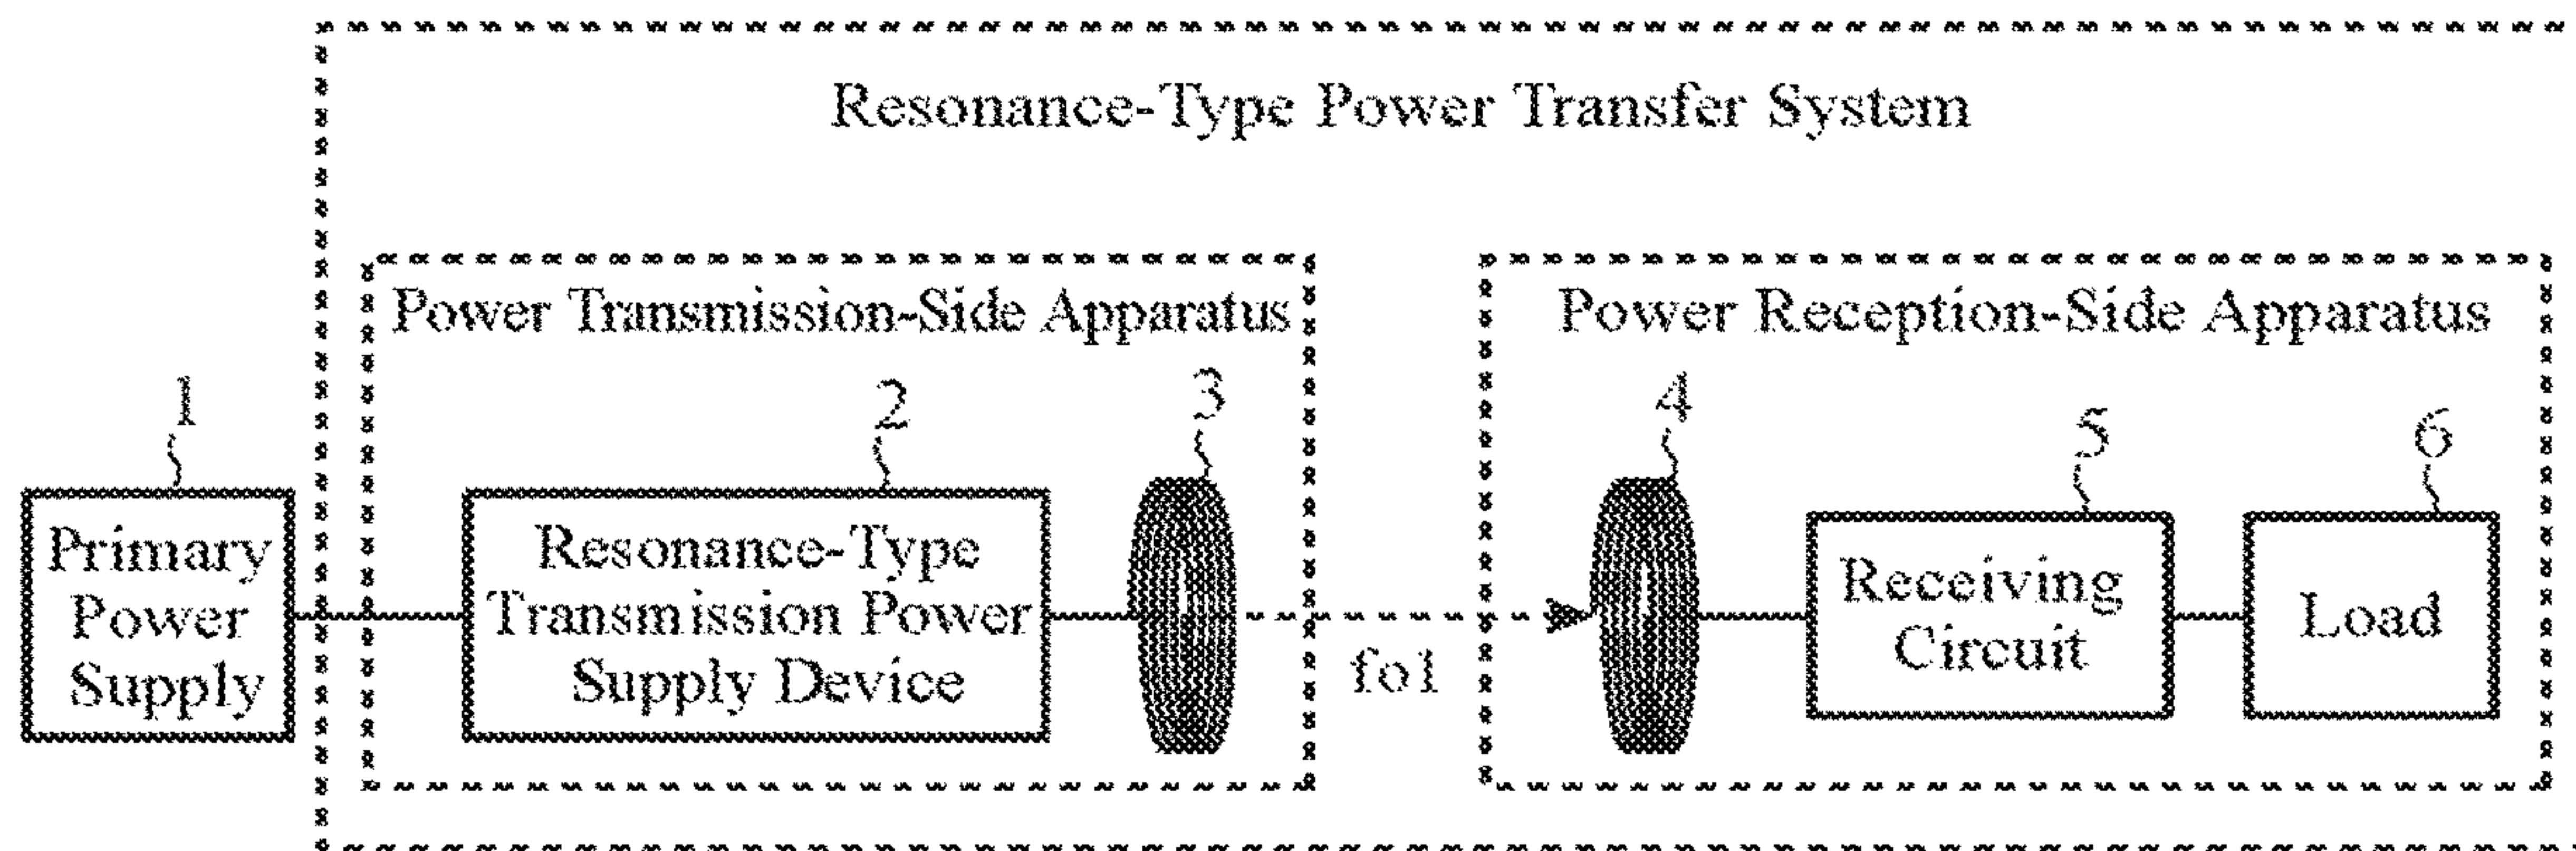 Resonance-Type Power Transfer System
Power Transmission-Side Apparatus
Power Reception-Side Apparatus
1
2
3
4
5
6
Primary
Power
Supply
Resonance-Type
Transmission Power
Supply Device
fo1
Receiving
Circuit
Load